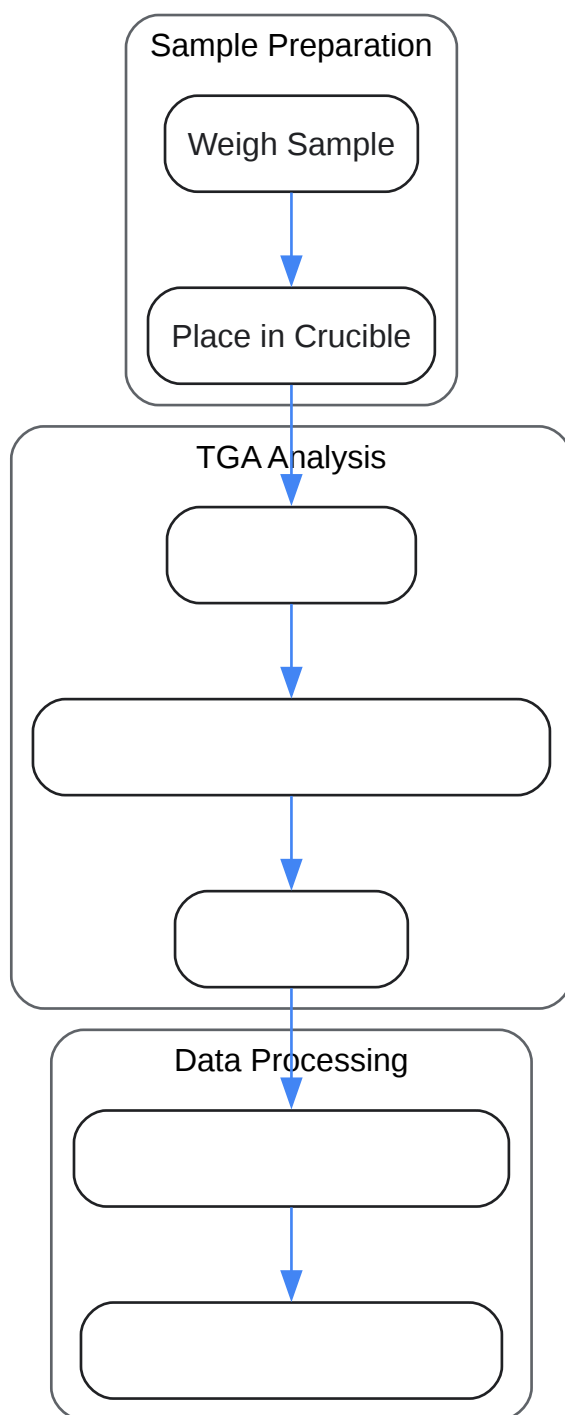 Sample Preparation
Weigh Sample
Place in Crucible
TGA Analysis
Data Processing